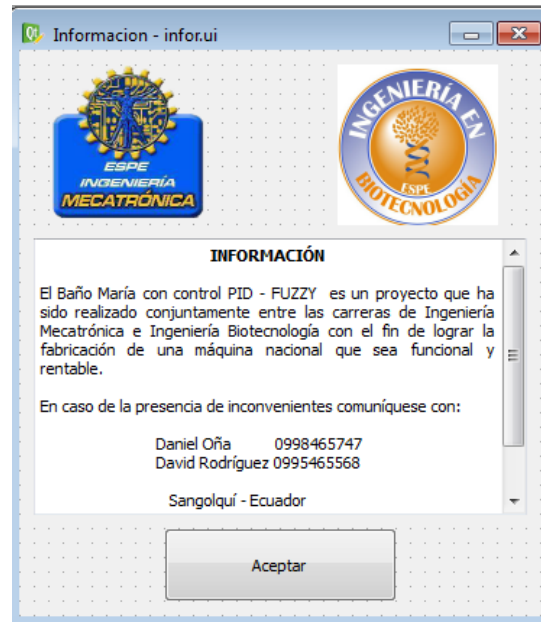 Qt Informacion - infor.ui
ESPE
INGENIERÍA
MECATRÓNICA
INGENIERÍA EN
ESPE
BIOTECNOLOGÍA
INFORMACIÓN
El Baño María con control PID - FUZZY es un proyecto que ha
sido realizado conjuntamente entre las carreras de Ingeniería
Mecatrónica e Ingeniería Biotecnología con el fin de lograr la
fabricación de una máquina nacional que sea funcional y
rentable.
En caso de la presencia de inconvenientes comuníquese con:
Daniel Oña 0998465747
David Rodríguez 0995465568
Sangolquí - Ecuador
Aceptar